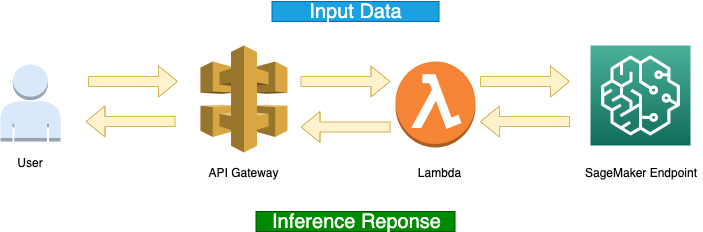 Input Data
User
API Gateway
Lambda
SageMaker Endpoint
Inference Reponse